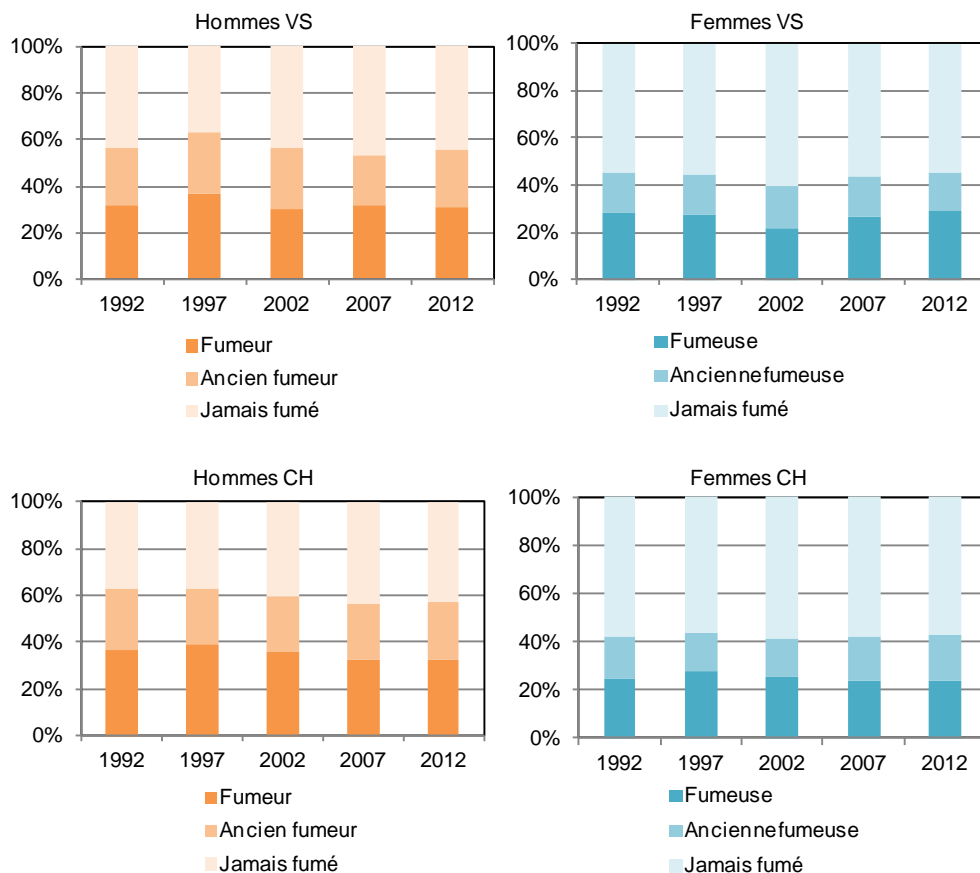 Hommes VS
100%
80%
60%
40%
20%
0%
1992 1997 2002 2007 2012
Fumeur
Ancien fumeur
Jamais fumé
Femmes VS
100%
80%
60%
40%
20%
0%
1992 1997 2002 2007 2012
Fumeuse
Anciennefumeuse
Jamais fumé
Hommes CH
100%
80%
60%
40%
20%
0%
1992 1997 2002 2007 2012
Fumeur
Ancien fumeur
Jamais fumé
Femmes CH
100%
80%
60%
40%
20%
0%
1992 1997 2002 2007 2012
Fumeuse
Anciennefumeuse
Jamais fumé